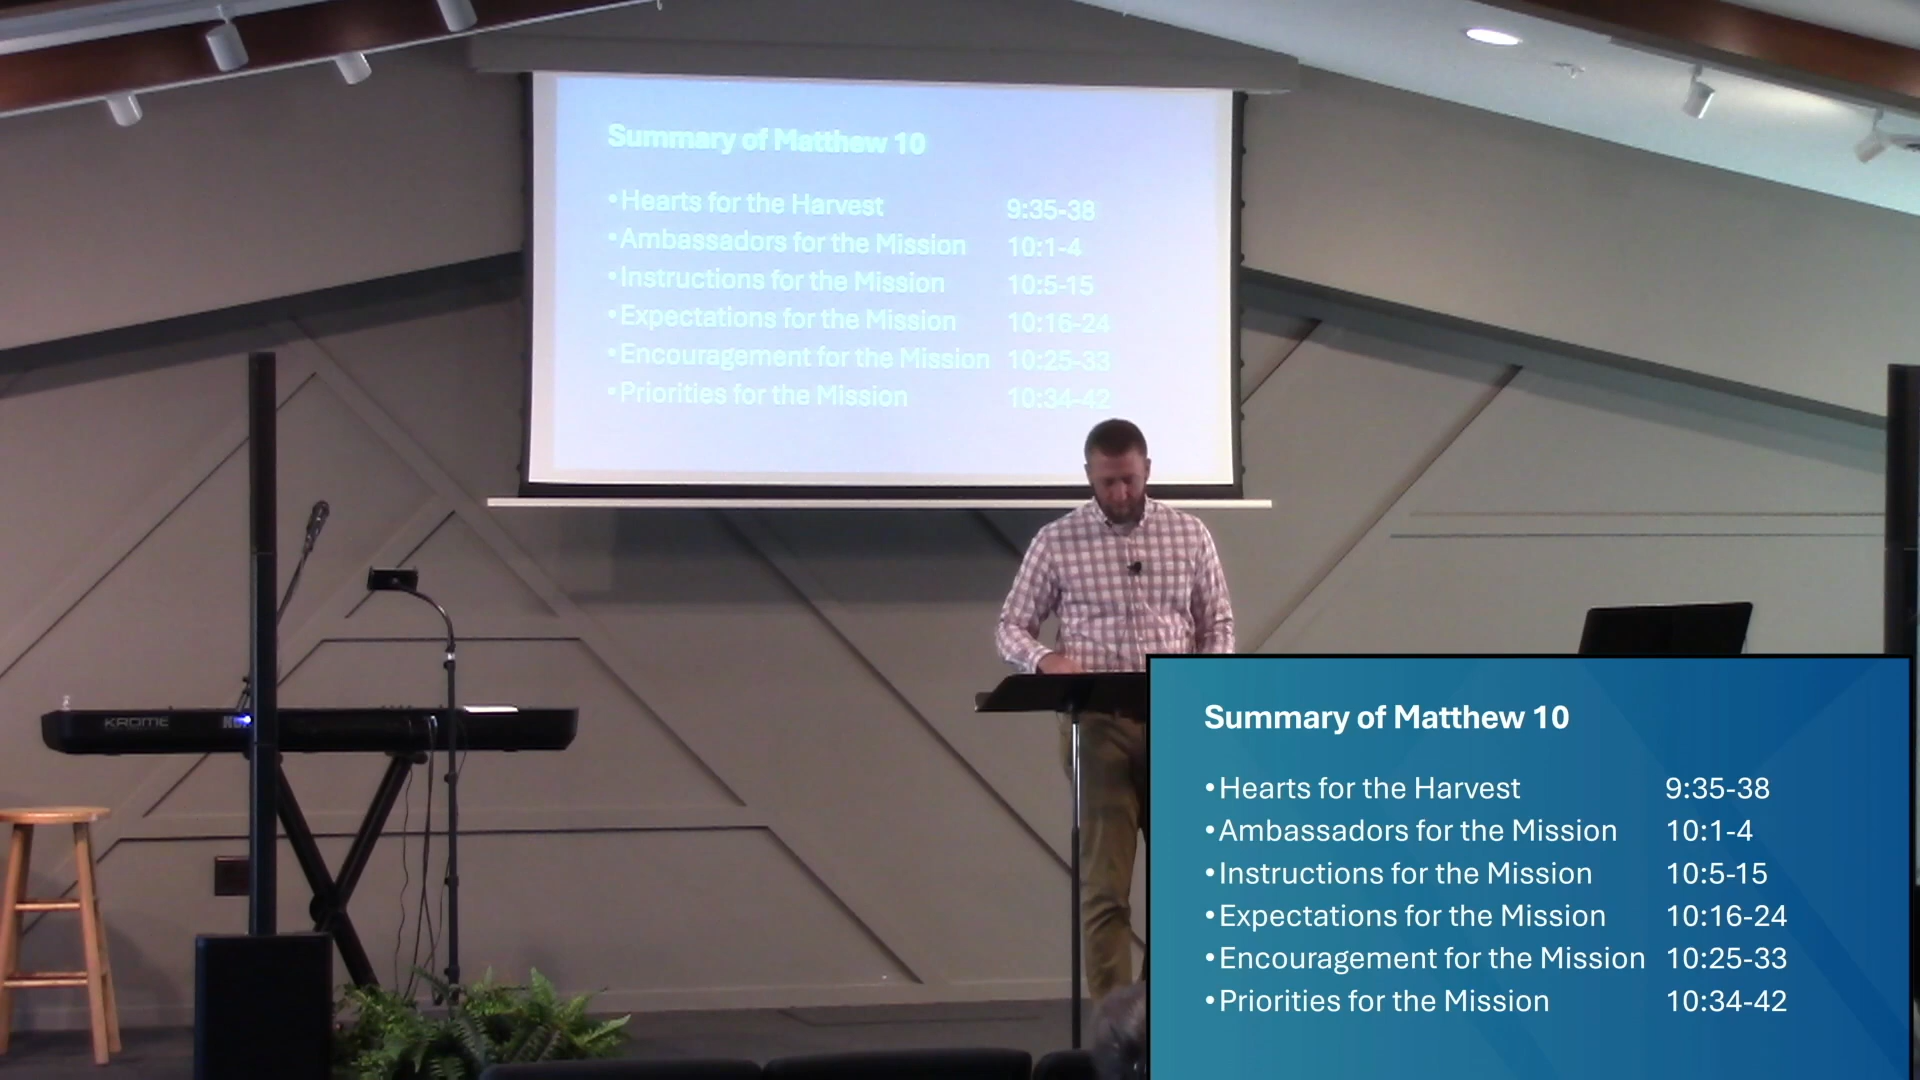 Summary of Matthew 10
•Hearts for the Harvest 9:35-38
•Ambassadors for the Mission 10:1-4
•Instructions for the Mission 10:5-15
•Expectations for the Mission 10:16-24
•Encouragement for the Mission 10:25-33
•Priorities for the Mission 10:34-42
KROME
Summary of Matthew 10
•Hearts for the Harvest 9:35-38
•Ambassadors for the Mission 10:1-4
•Instructions for the Mission 10:5-15
•Expectations for the Mission 10:16-24
•Encouragement for the Mission 10:25-33
•Priorities for the Mission 10:34-42